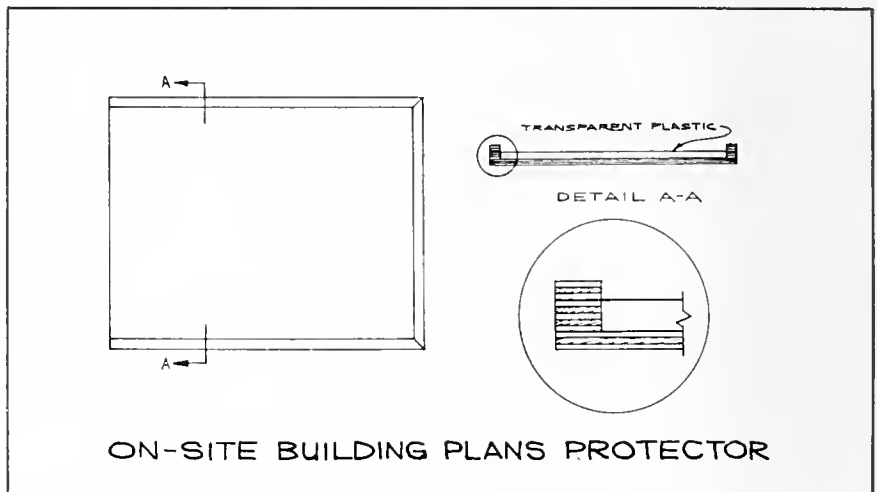 A
TRANSPARENT PLASTIC
DETAIL A-A
A
ON-SITE BUILDING PLANS PROTECTOR